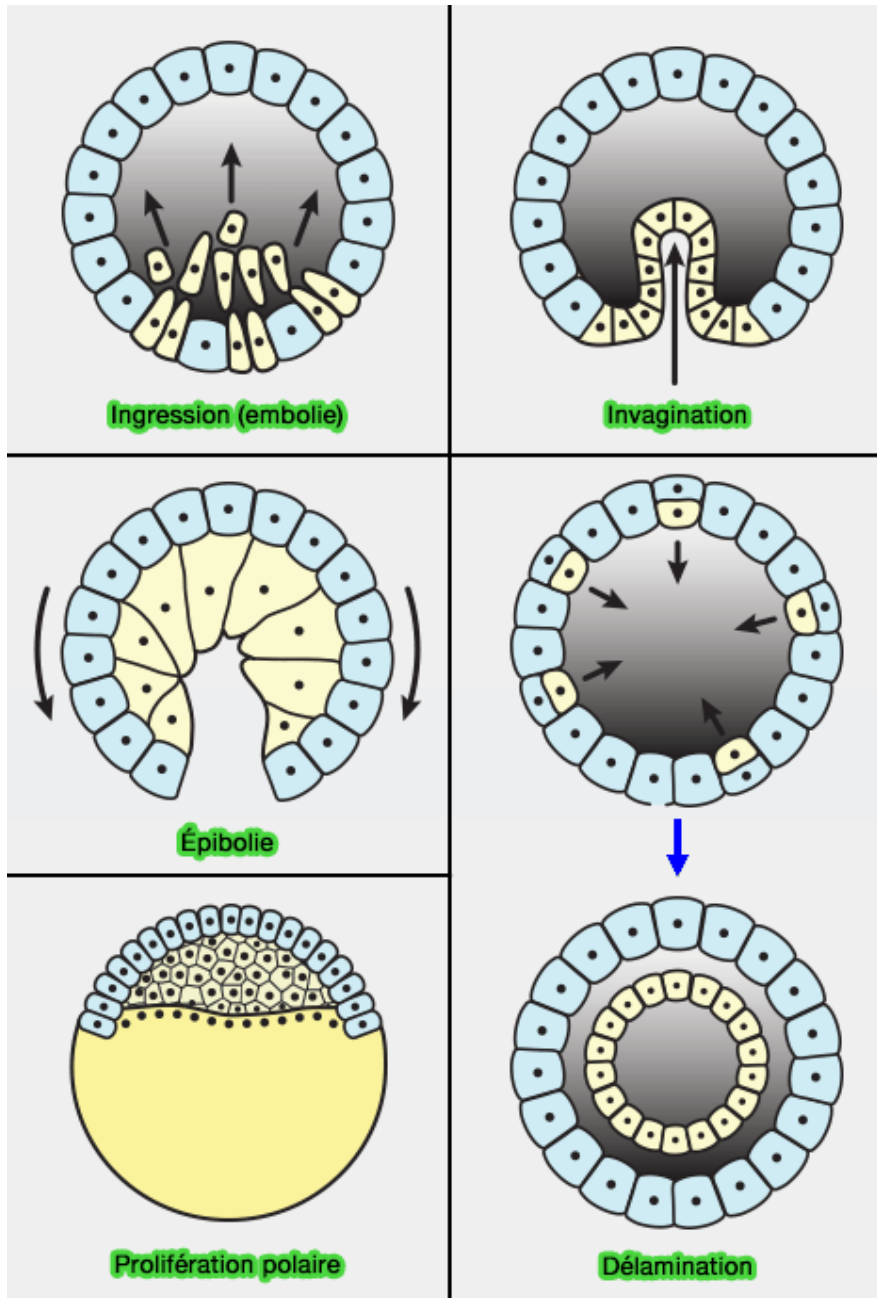 Ingression (embolie)
Invagination
Épibolie
Prolifération polaire
Délamination